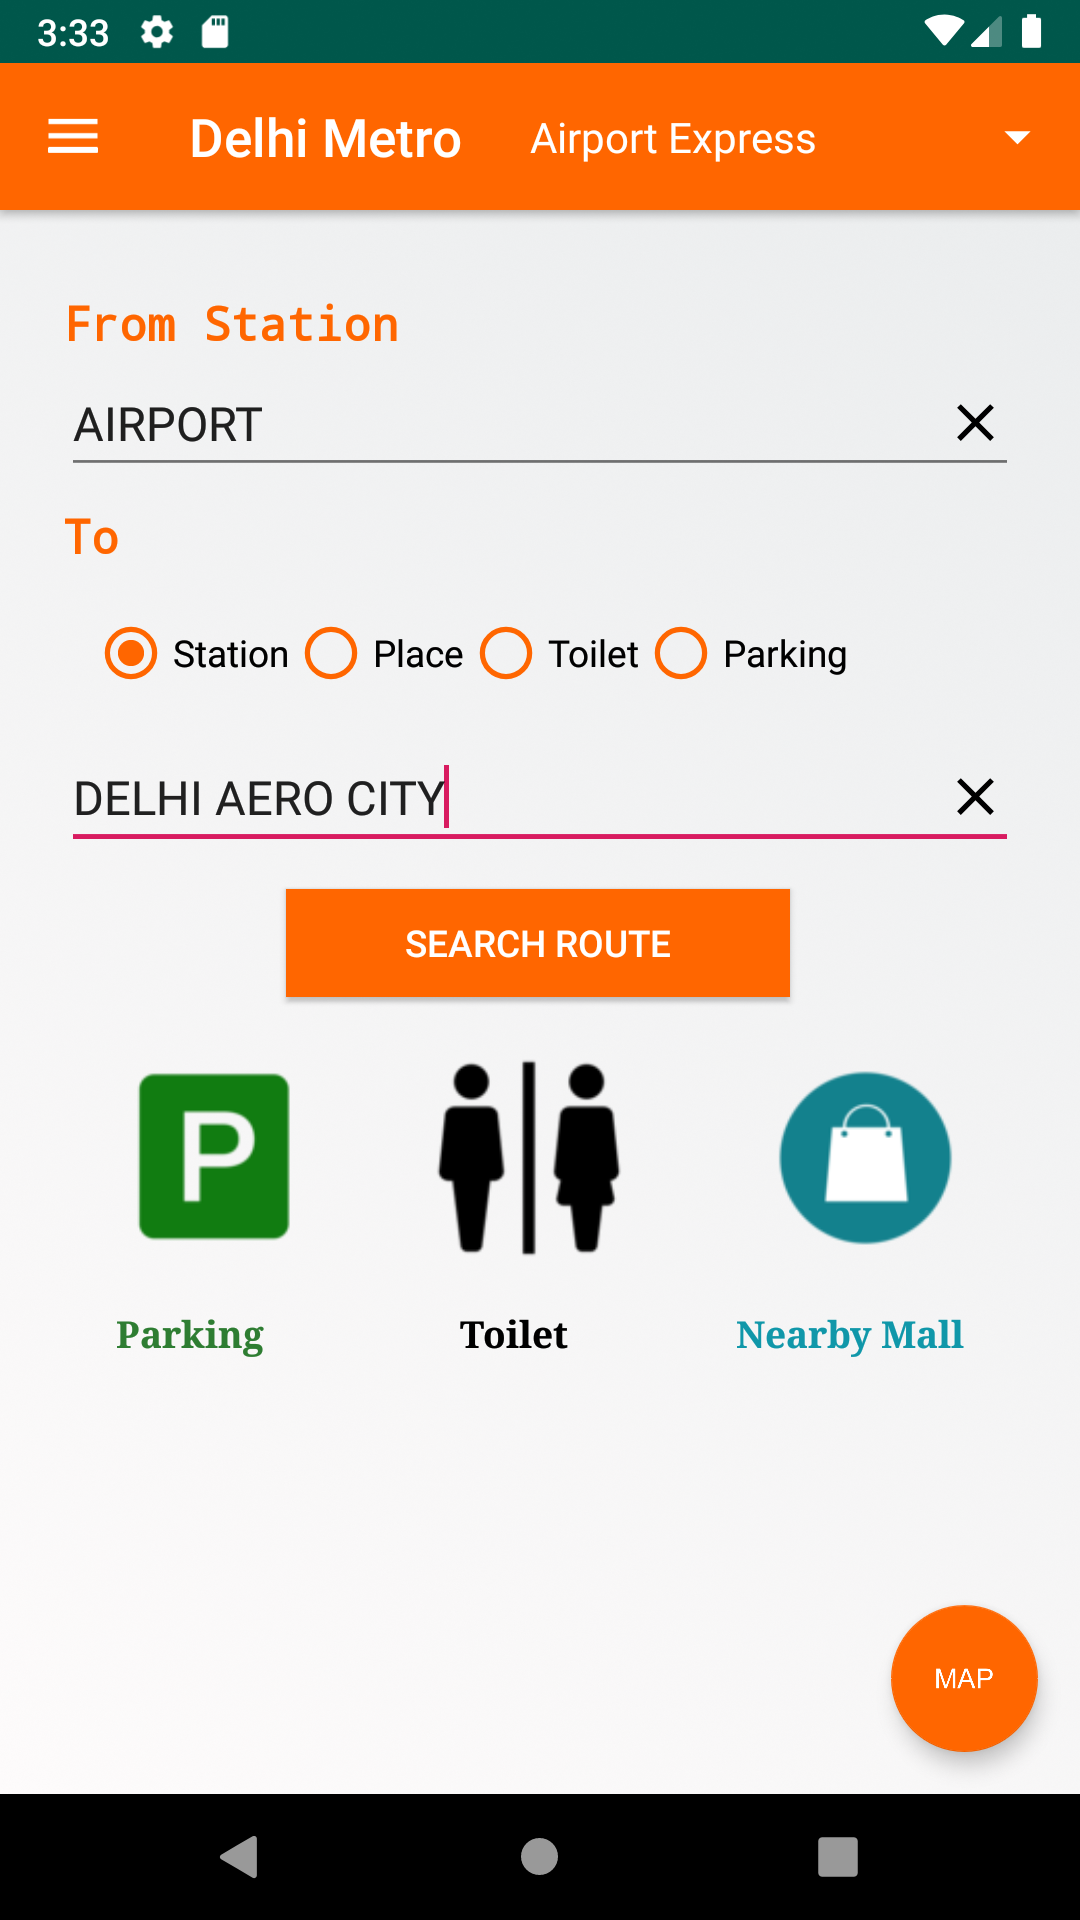 3:33
Delhi Metro Airport Express
From Station
AIRPORT
To
Station Place Toilet Parking
DELHI AERO CITY
SEARCH ROUTE
P
Parking Toilet Nearby Mall
MAP